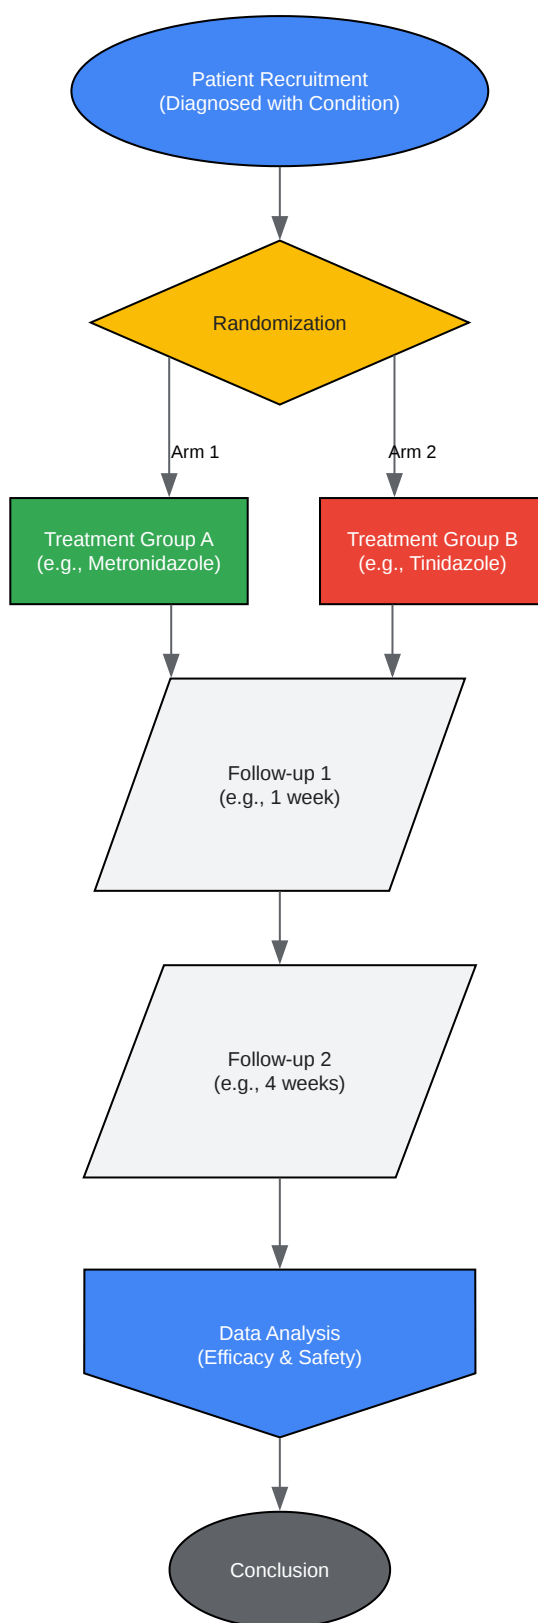 Patient Recruitment
(Diagnosed with Condition)
Randomization
Arm 1
Arm 2
Treatment Group A
(e.g., Metronidazole)
Treatment Group B
(e.g., Tinidazole)
Follow-up 1
(e.g., 1 week)
Follow-up 2
(e.g., 4 weeks)
Data Analysis
(Efficacy & Safety)
Conclusion